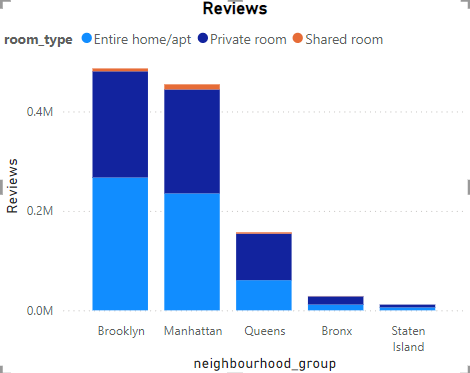 Reviews
room_type Entire home/apt Private room Shared room
0.4M
0.2M
0.0M
Reviews
Brooklyn Manhattan Queens Bronx Staten
Island
neighbourhood_group